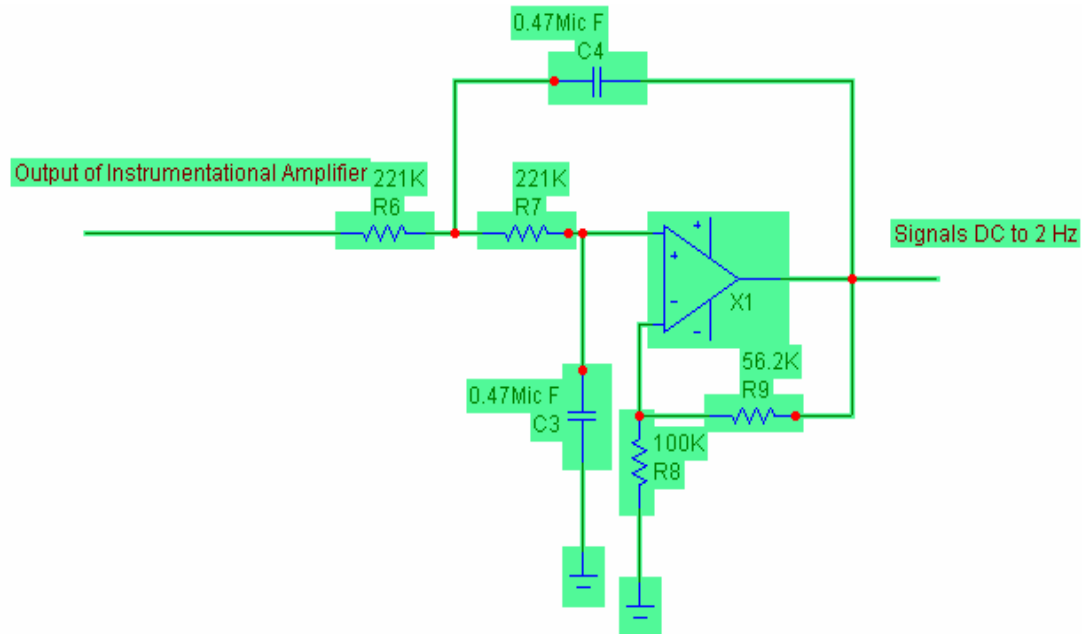 0.47Mic F
C4
Output of Instrumentational Amplifier
221K
R6
221K
R7
Signals DC to 2 Hz
+
+
-
-
X1
56.2K
R9
0.47Mic F
C3
100K
R8